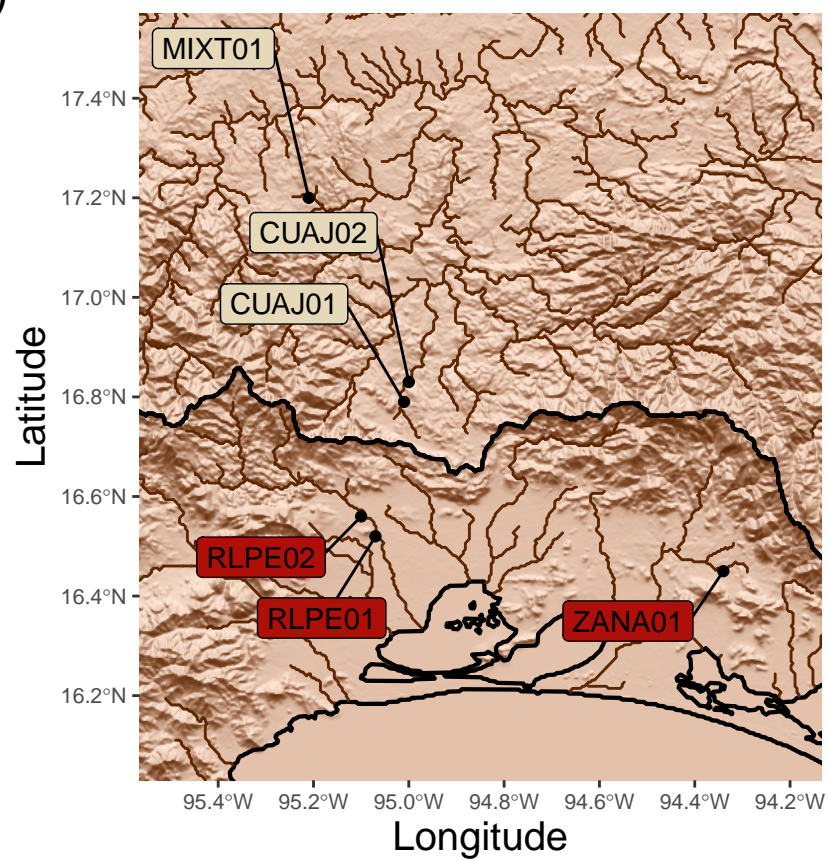 )
MIXT01
17.4°N
17.2°N
CUAJ02
17.0°N
CUAJ01
16.8°N
Latitude
16.6°N
RLPE02
16.4°N
RLPE01
ZANA01
16.2°N
95.4°W 95.2°W 95.0°W 94.8°W 94.6°W 94.4°W 94.2°W
Longitude